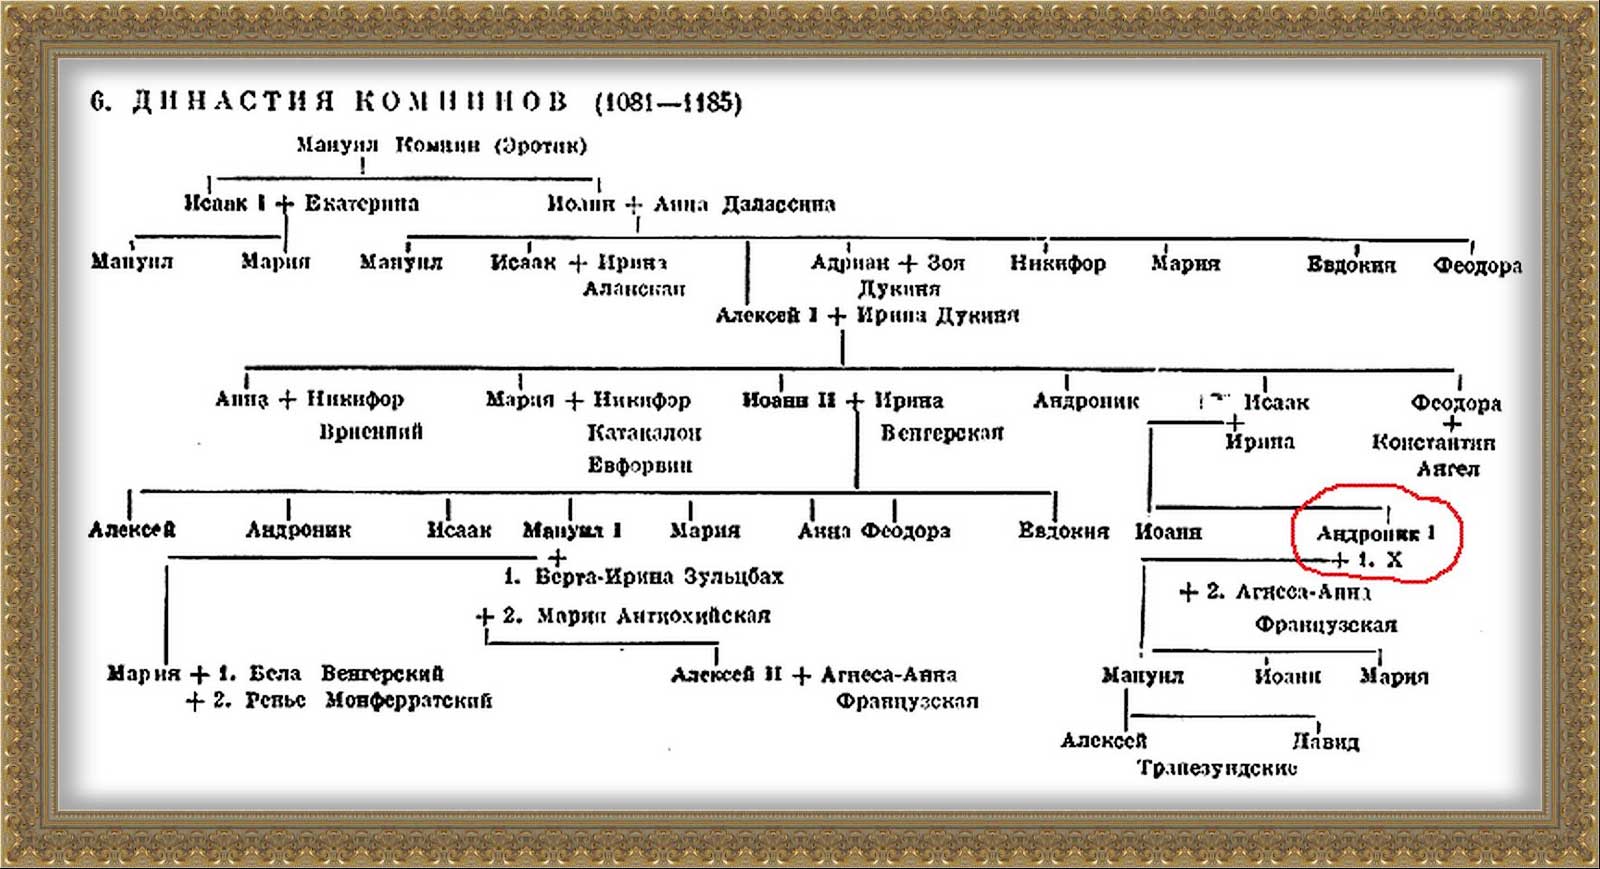 6. ДИНАСТИЯ КОМНИНОВ (1081—1185)
Мануил Комнин (Эротик)
Исаак I + Екатерина Иоанн + Анна Далассина
Мануил Мария Мануил Исаак + Ирина Адриан + Зоя Никифор Мария Евдокия Феодора
Аланская Дукиня
Алексей I + Ирина Дукиня
Анна + Никифор Мария + Никифор Иоанн II + Ирина Андроник Исаак Феодора
Вриенний Катакалон Венгерская + Ирина + Константин
Евфорвин Ангел
Алексей Андроник Исаак Мануил I Мария Анна Феодора Евдокия Иоанн Андроник I
+ + 1. X
1. Берта-Ирина Зульцбах
+ 2. Агнеса-Анна
+ 2. Мария Антиохийская
Французская
Мария + 1. Бела Венгерский Алексей II + Агнеса-Анна Мануил Иоанн Мария
+ 2. Ренье Монферратский Французская
Алексей Давид
Трапезундские